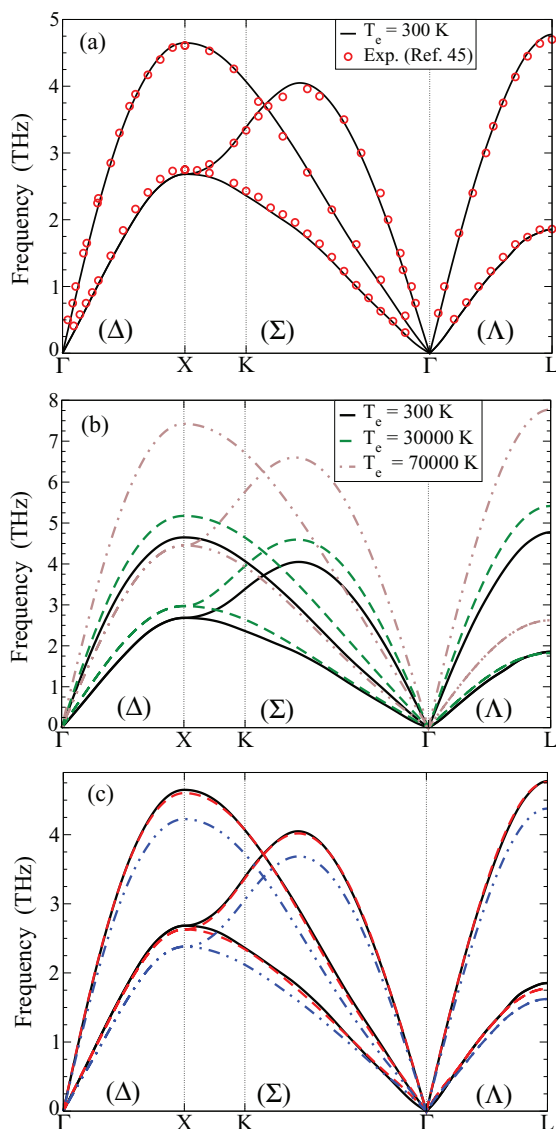 (a)
T_e = 300 K
Exp. (Ref. 45)
Frequency (THz)
5
4
3
2
1
0
(Δ)
(Σ)
(Λ)
Γ X K Γ L
(b)
T_e = 300 K
T_e = 30000 K
T_e = 70000 K
Frequency (THz)
8
7
6
5
4
3
2
1
0
(Δ)
(Σ)
(Λ)
Γ X K Γ L
(c)
Frequency (THz)
4
3
2
1
0
(Δ)
(Σ)
(Λ)
Γ X K Γ L